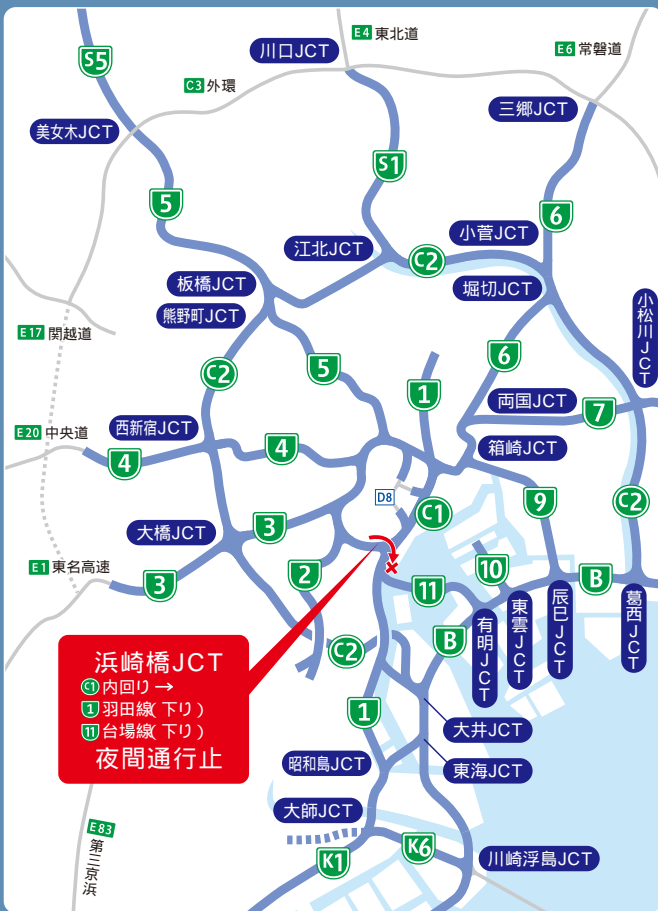 E4 東北道
川口JCT
E6 常磐道
S5
C3 外環
三郷JCT
美女木JCT
S1
5
6
小菅JCT
江北JCT
C2
板橋JCT
堀切JCT
熊野町JCT
小松川JCT
E17 関越道
5
6
C2
1
両国JCT
7
西新宿JCT
E20 中央道
4
4
箱崎JCT
D8
9
C2
C1
3
大橋JCT
E1 東名高速
3
2
11
10
B
有明JCT
東雲JCT
辰巳JCT
葛西JCT
C2
B
浜崎橋JCT
C1 内回り→
1 羽田線(下り)
11 台場線(下り)
夜間通行止
1
大井JCT
昭和島JCT
東海JCT
大師JCT
E83 第三京浜
K1
K6
川崎浮島JCT